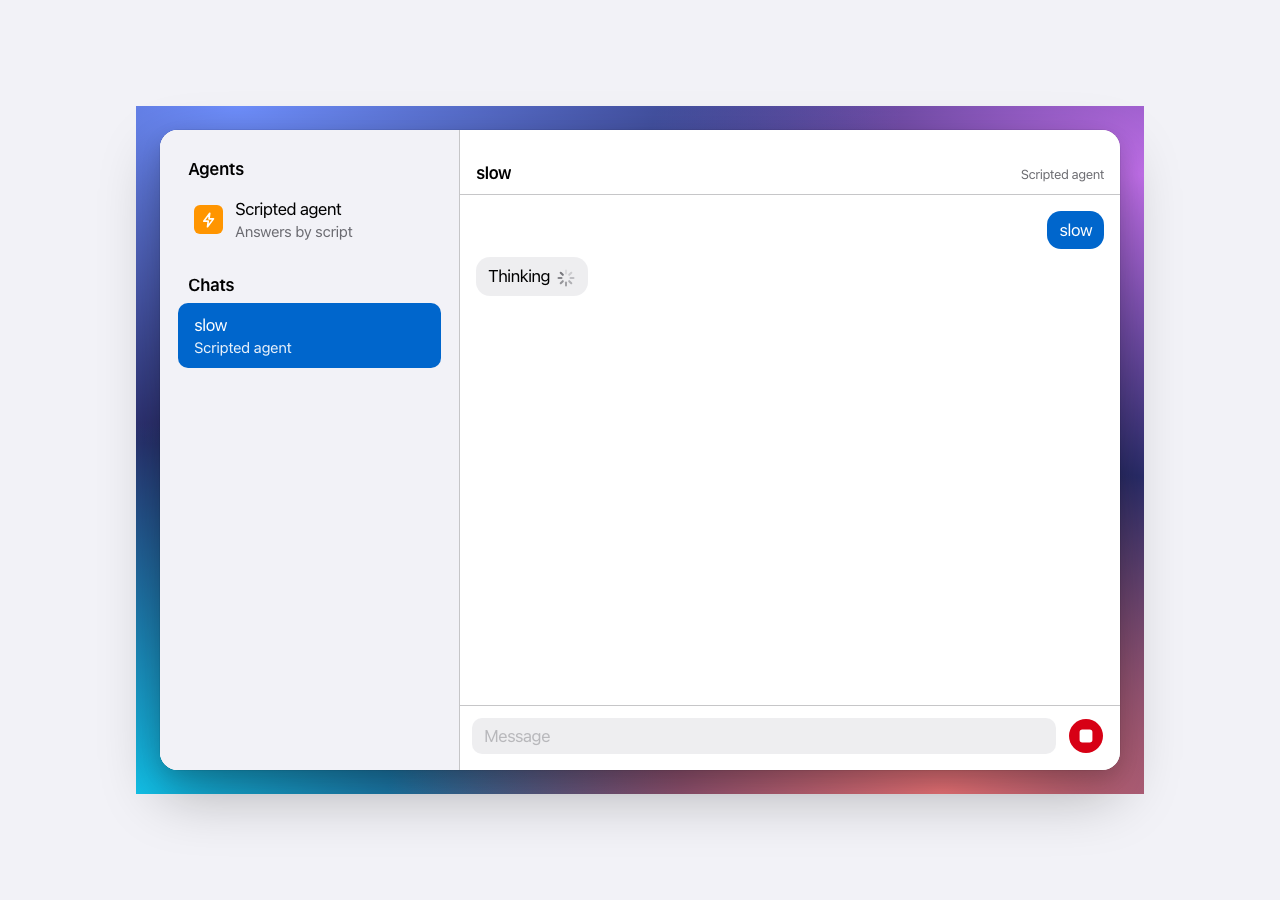 Agents
Scripted agent
Answers by script
Chats
slow
Scripted agent
slow
Scripted agent
slow
Thinking
Message